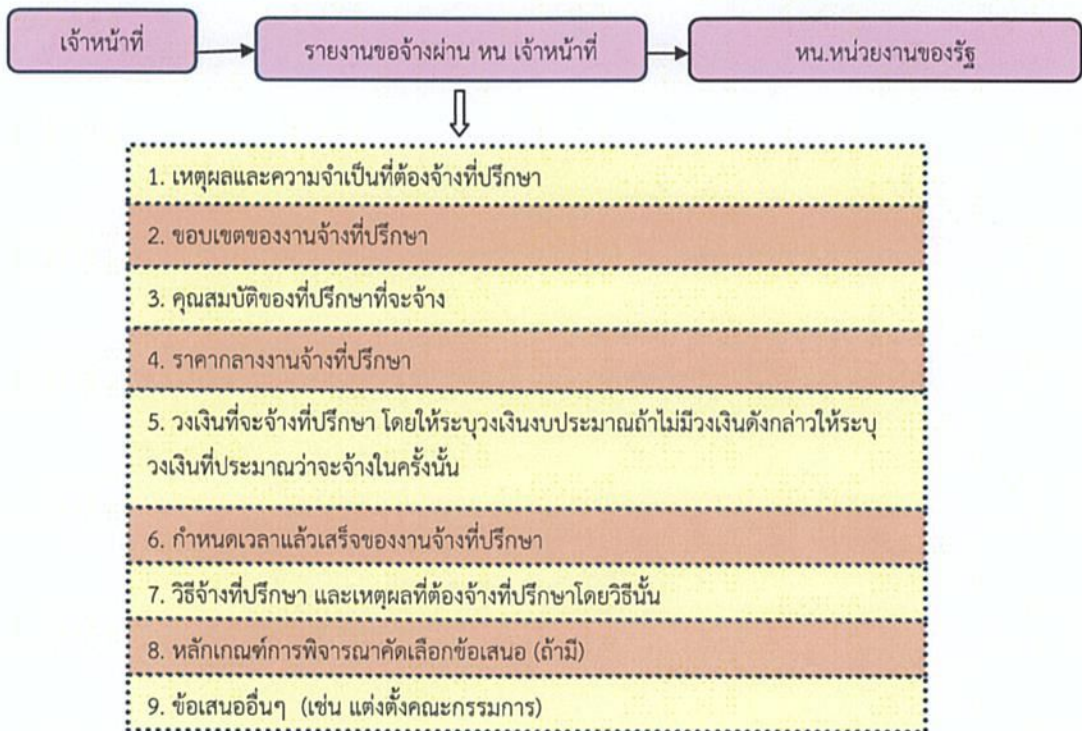 เจ้าหน้าที่
รายงานขอจ้างผ่าน หน เจ้าหน้าที่
หน.หน่วยงานของรัฐ
1. เหตุผลและความจำเป็นที่ต้องจ้างที่ปรึกษา
2. ขอบเขตของงานจ้างที่ปรึกษา
3. คุณสมบัติของที่ปรึกษาที่จะจ้าง
4. ราคากลางงานจ้างที่ปรึกษา
5. วงเงินที่จะจ้างที่ปรึกษา โดยให้ระบุวงเงินงบประมาณถ้าไม่มีวงเงินดังกล่าวให้ระบุ
วงเงินที่ประมาณว่าจะจ้างในครั้งนั้น
6. กำหนดเวลาแล้วเสร็จของงานจ้างที่ปรึกษา
7. วิธีจ้างที่ปรึกษา และเหตุผลที่ต้องจ้างที่ปรึกษาโดยวิธีนั้น
8. หลักเกณฑ์การพิจารณาคัดเลือกข้อเสนอ (ถ้ามี)
9. ข้อเสนออื่นๆ (เช่น แต่งตั้งคณะกรรมการ)